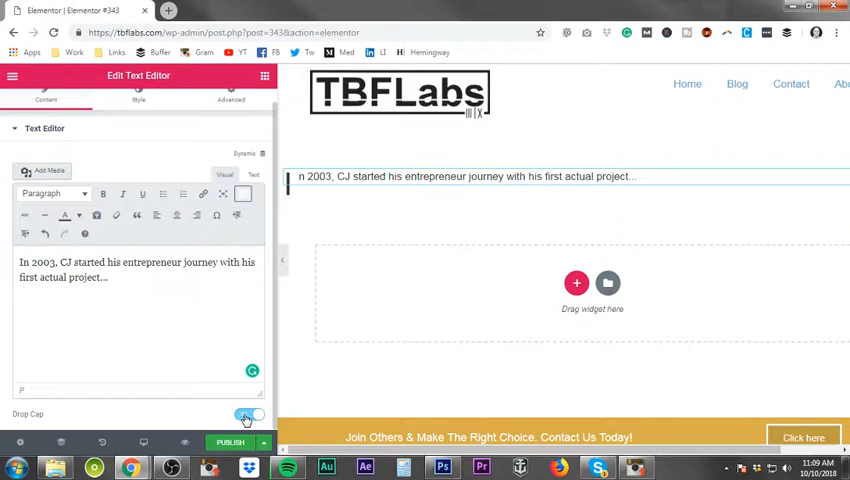 Elementor | Elementor #343
https://tbflabs.com/wp-admin/post.php?post=343&action=elementor
Apps Work Links Buffer Gram YT FB Tw Med LI Hemingway
Edit Text Editor
Content Style Advanced
Text Editor
Dynamic
Add Media
Visual Text
Paragraph
In 2003, CJ started his entrepreneur journey with his
first actual project...
P
Drop Cap
PUBLISH
TBFLabs
m|X
Home Blog Contact Abo
In 2003, CJ started his entrepreneur journey with his first actual project...
Drag widget here
Join Others & Make The Right Choice. Contact Us Today!
Click here
11:09 AM
10/10/2018